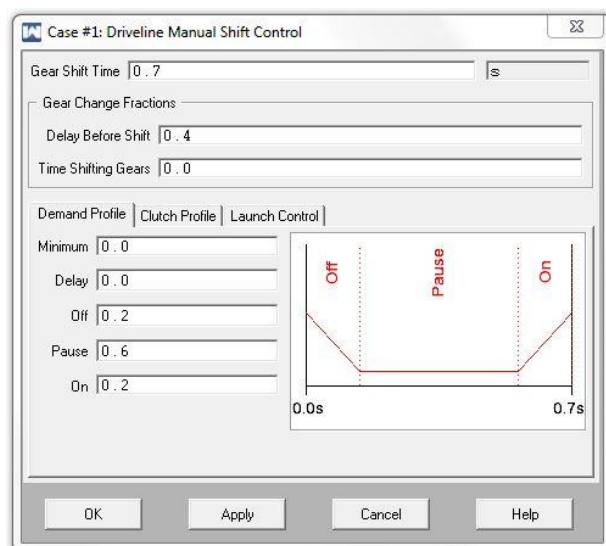 Case #1: Driveline Manual Shift Control
Gear Shift Time 0.7 s
Gear Change Fractions
Delay Before Shift 0.4
Time Shifting Gears 0.0
Demand Profile Clutch Profile Launch Control
Minimum 0.0
Delay 0.0
Off 0.2
Pause 0.6
On 0.2
Off Pause On
0.0s 0.7s
OK Apply Cancel Help